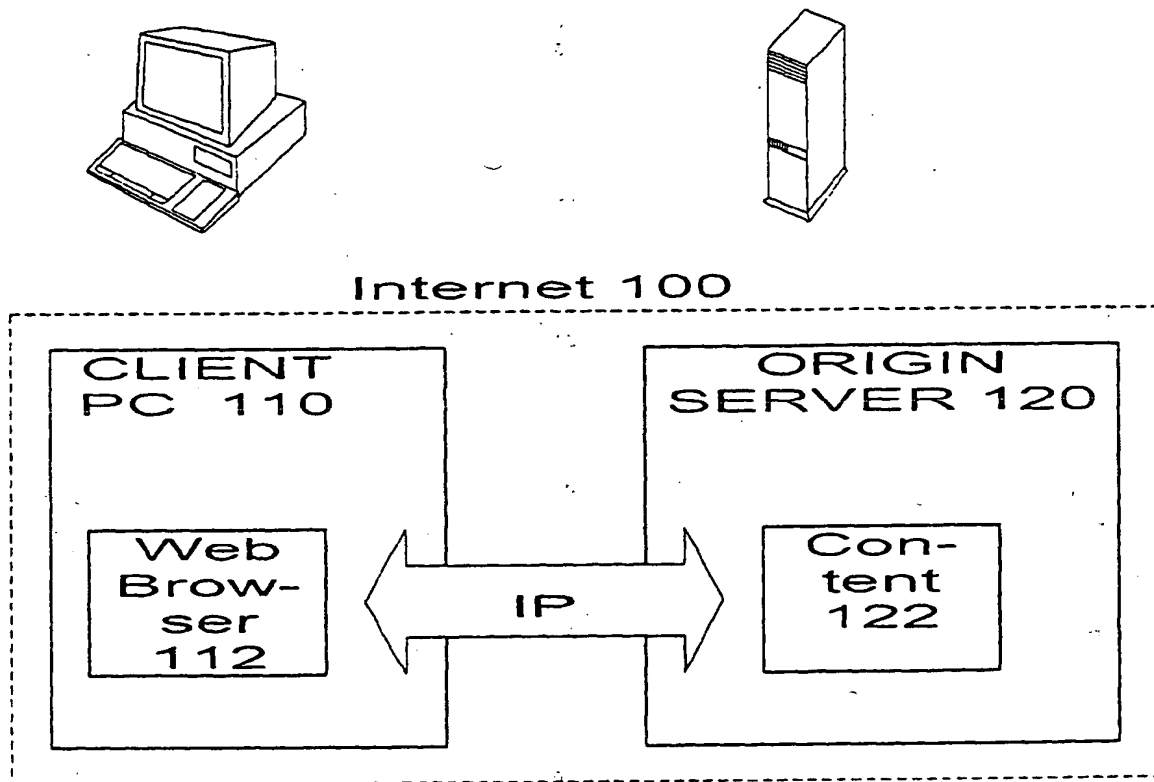 Internet 100
CLIENT
PC 110
Web
Brow-
ser
112
IP
ORIGIN
SERVER 120
Con-
tent
122